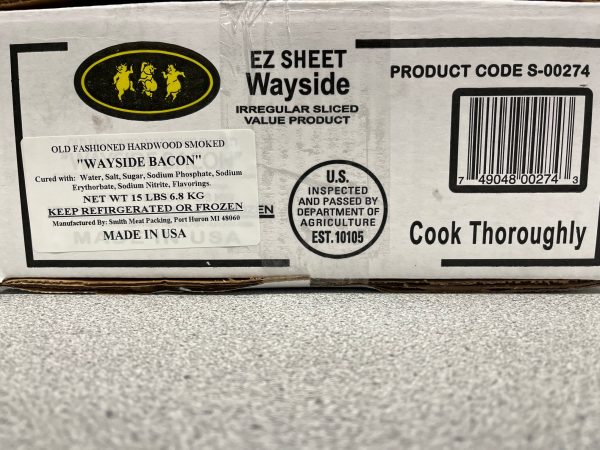 EZ SHEET
Wayside
IRREGULAR SLICED
VALUE PRODUCT
PRODUCT CODE S-00274
7 49048 00274 3
OLD FASHIONED HARDWOOD SMOKED
"WAYSIDE BACON"
Cured with: Water, Salt, Sugar, Sodium Phosphate, Sodium
Erythorbate, Sodium Nitrite, Flavorings.
NET WT 15 LBS 6.8 KG
KEEP REFIRGERATED OR FROZEN
Manufactured By: Smith Meat Packing, Port Huron MI 48060
MADE IN USA
U.S.
INSPECTED
AND PASSED BY
DEPARTMENT OF
AGRICULTURE
EST. 10105
Cook Thoroughly